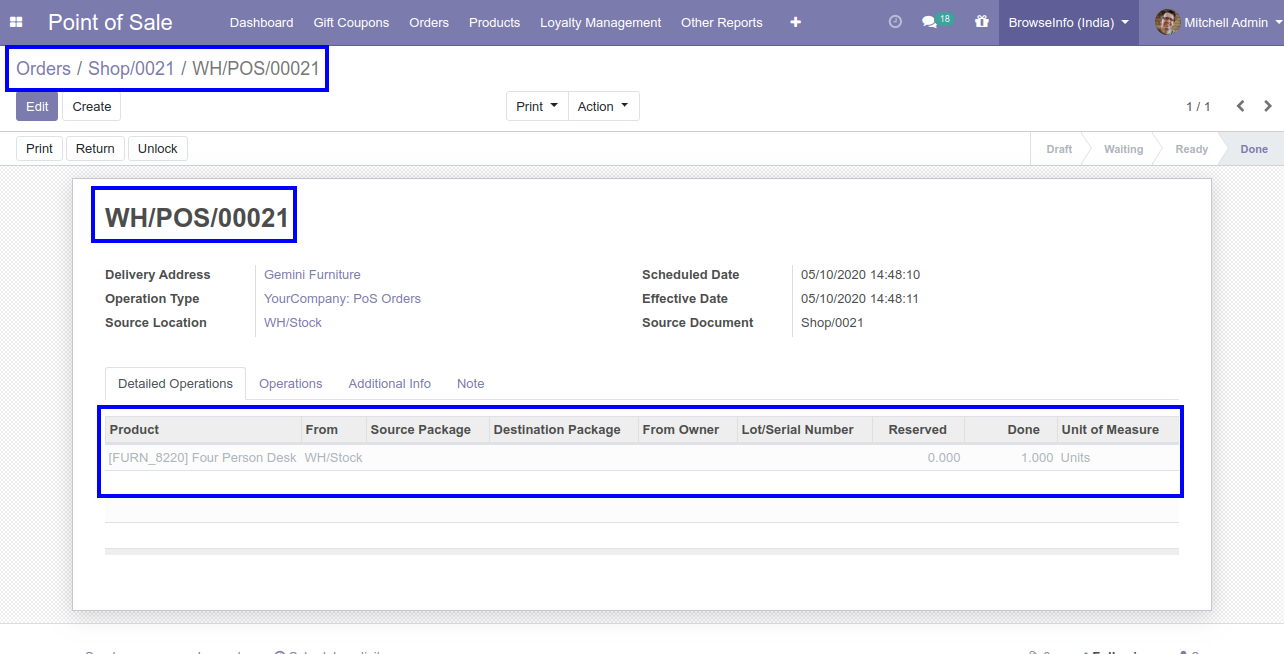 Point of Sale Dashboard Gift Coupons Orders Products Loyalty Management Other Reports + 18 BrowseInfo (India) Mitchell Admin
Orders / Shop/0021 / WH/POS/00021
Edit Create Print Action 1 / 1
Print Return Unlock Draft Waiting Ready Done
WH/POS/00021
Delivery Address Gemini Furniture Scheduled Date 05/10/2020 14:48:10
Operation Type YourCompany: PoS Orders Effective Date 05/10/2020 14:48:11
Source Location WH/Stock Source Document Shop/0021
Detailed Operations Operations Additional Info Note
Product From Source Package Destination Package From Owner Lot/Serial Number Reserved Done Unit of Measure
[FURN_8220] Four Person Desk WH/Stock 0.000 1.000 Units